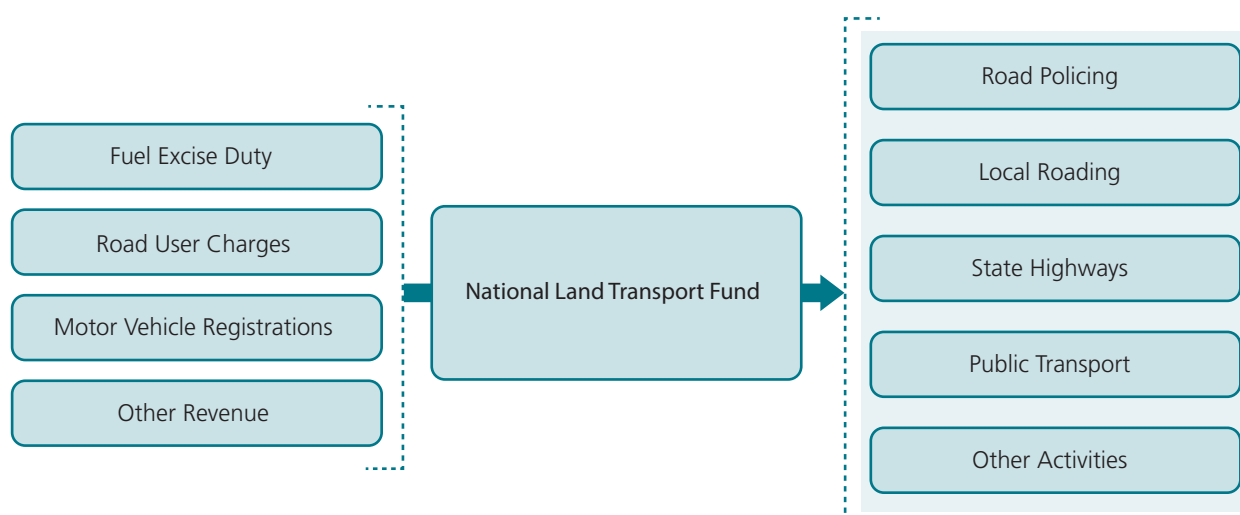 Fuel Excise Duty
Road User Charges
Motor Vehicle Registrations
Other Revenue
National Land Transport Fund
Road Policing
Local Roading
State Highways
Public Transport
Other Activities